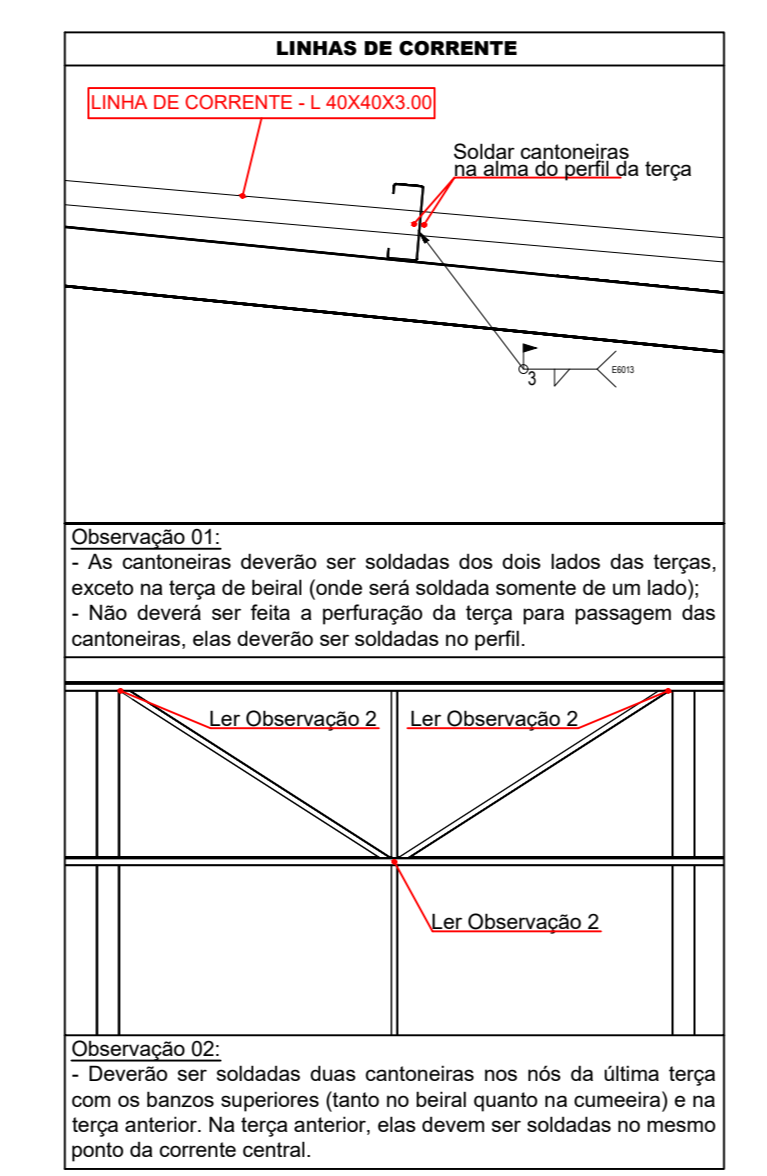 LINHAS DE CORRENTE
LINHA DE CORRENTE - L 40X40X3.00
Soldar cantoneiras
na alma do perfil da terça
3
E6013
Observação 01:
- As cantoneiras deverão ser soldadas dos dois lados das terças,
exceto na terça de beiral (onde será soldada somente de um lado);
- Não deverá ser feita a perfuração da terça para passagem das
cantoneiras, elas deverão ser soldadas no perfil.
Ler Observação 2
Ler Observação 2
Ler Observação 2
Observação 02:
- Deverão ser soldadas duas cantoneiras nos nós da última terça
com os banzos superiores (tanto no beiral quanto na cumeeira) e na
terça anterior. Na terça anterior, elas devem ser soldadas no mesmo
ponto da corrente central.